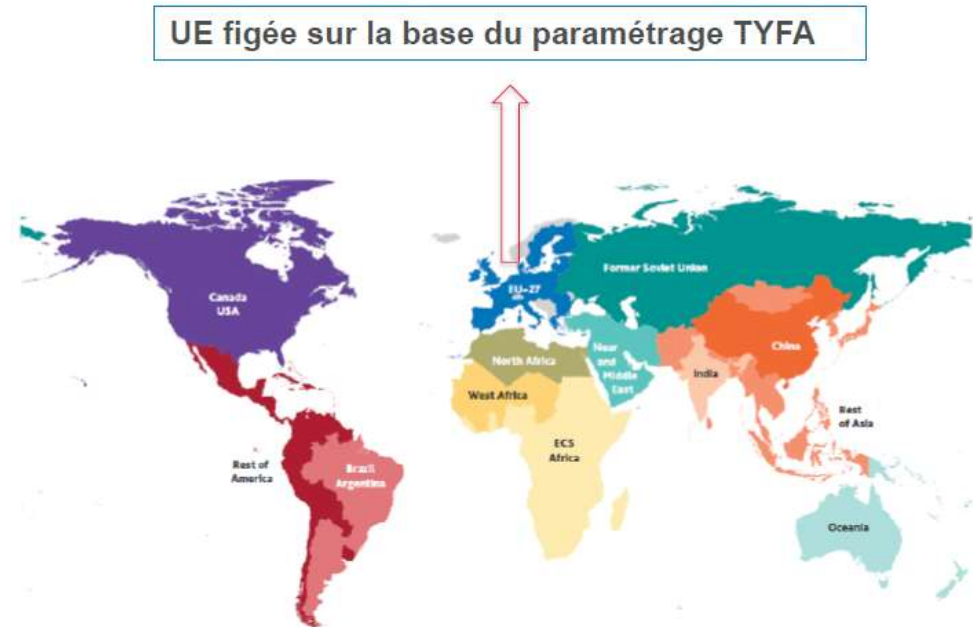 UE figée sur la base du paramétrage TYFA
Canada
USA
Former Soviet Union
EU-27
China
North Africa
Near
and
Middle
East
India
West Africa
Rest
of Asia
ECS
Africa
Rest of
America
Brazil
Argentina
Oceania